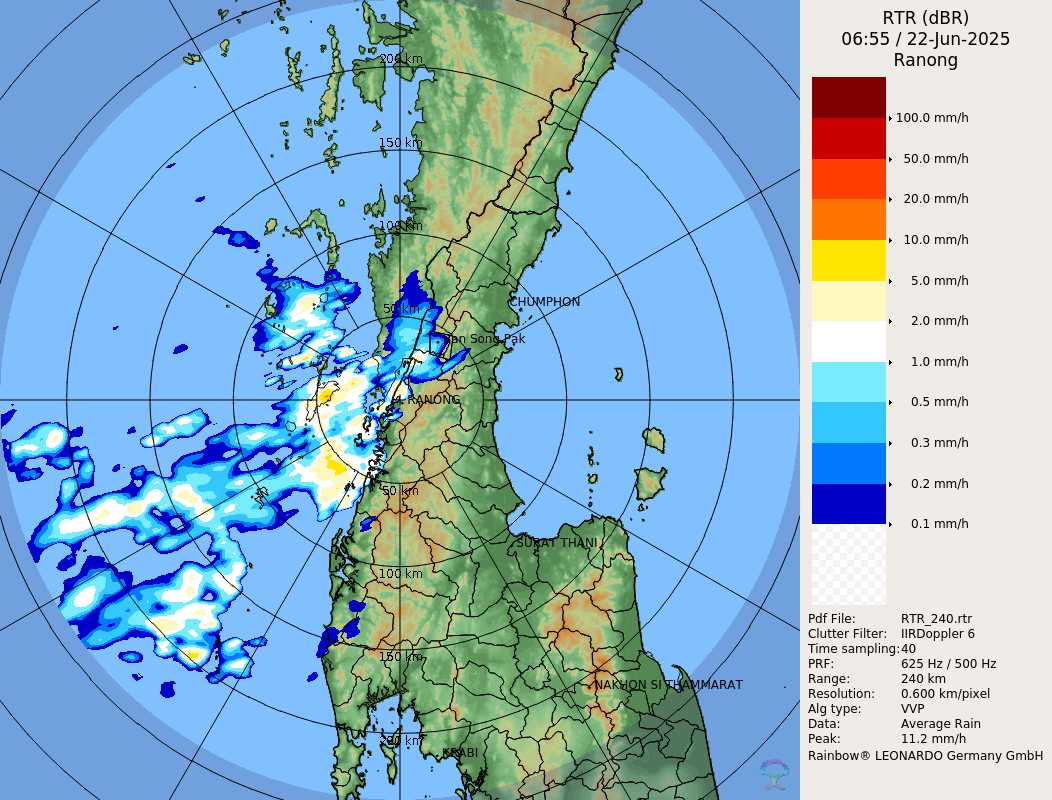 RTR (dBR)
06:55 / 22-Jun-2025
Ranong
100.0 mm/h
50.0 mm/h
20.0 mm/h
10.0 mm/h
5.0 mm/h
2.0 mm/h
1.0 mm/h
0.5 mm/h
0.3 mm/h
0.2 mm/h
0.1 mm/h
Pdf File: RTR_240.rtr
Clutter Filter: IIRDoppler 6
Time sampling:40
PRF: 625 Hz / 500 Hz
Range: 240 km
Resolution: 0.600 km/pixel
Alg type: VVP
Data: Average Rain
Peak: 11.2 mm/h
Rainbow® LEONARDO Germany GmbH
200 km
150 km
100 km
50 km
CHUMPHON
Song Pak
RANONG
50 km
SURAT THANI
100 km
150 km
NAKHON SI THAMMARAT
200 km
KRABI